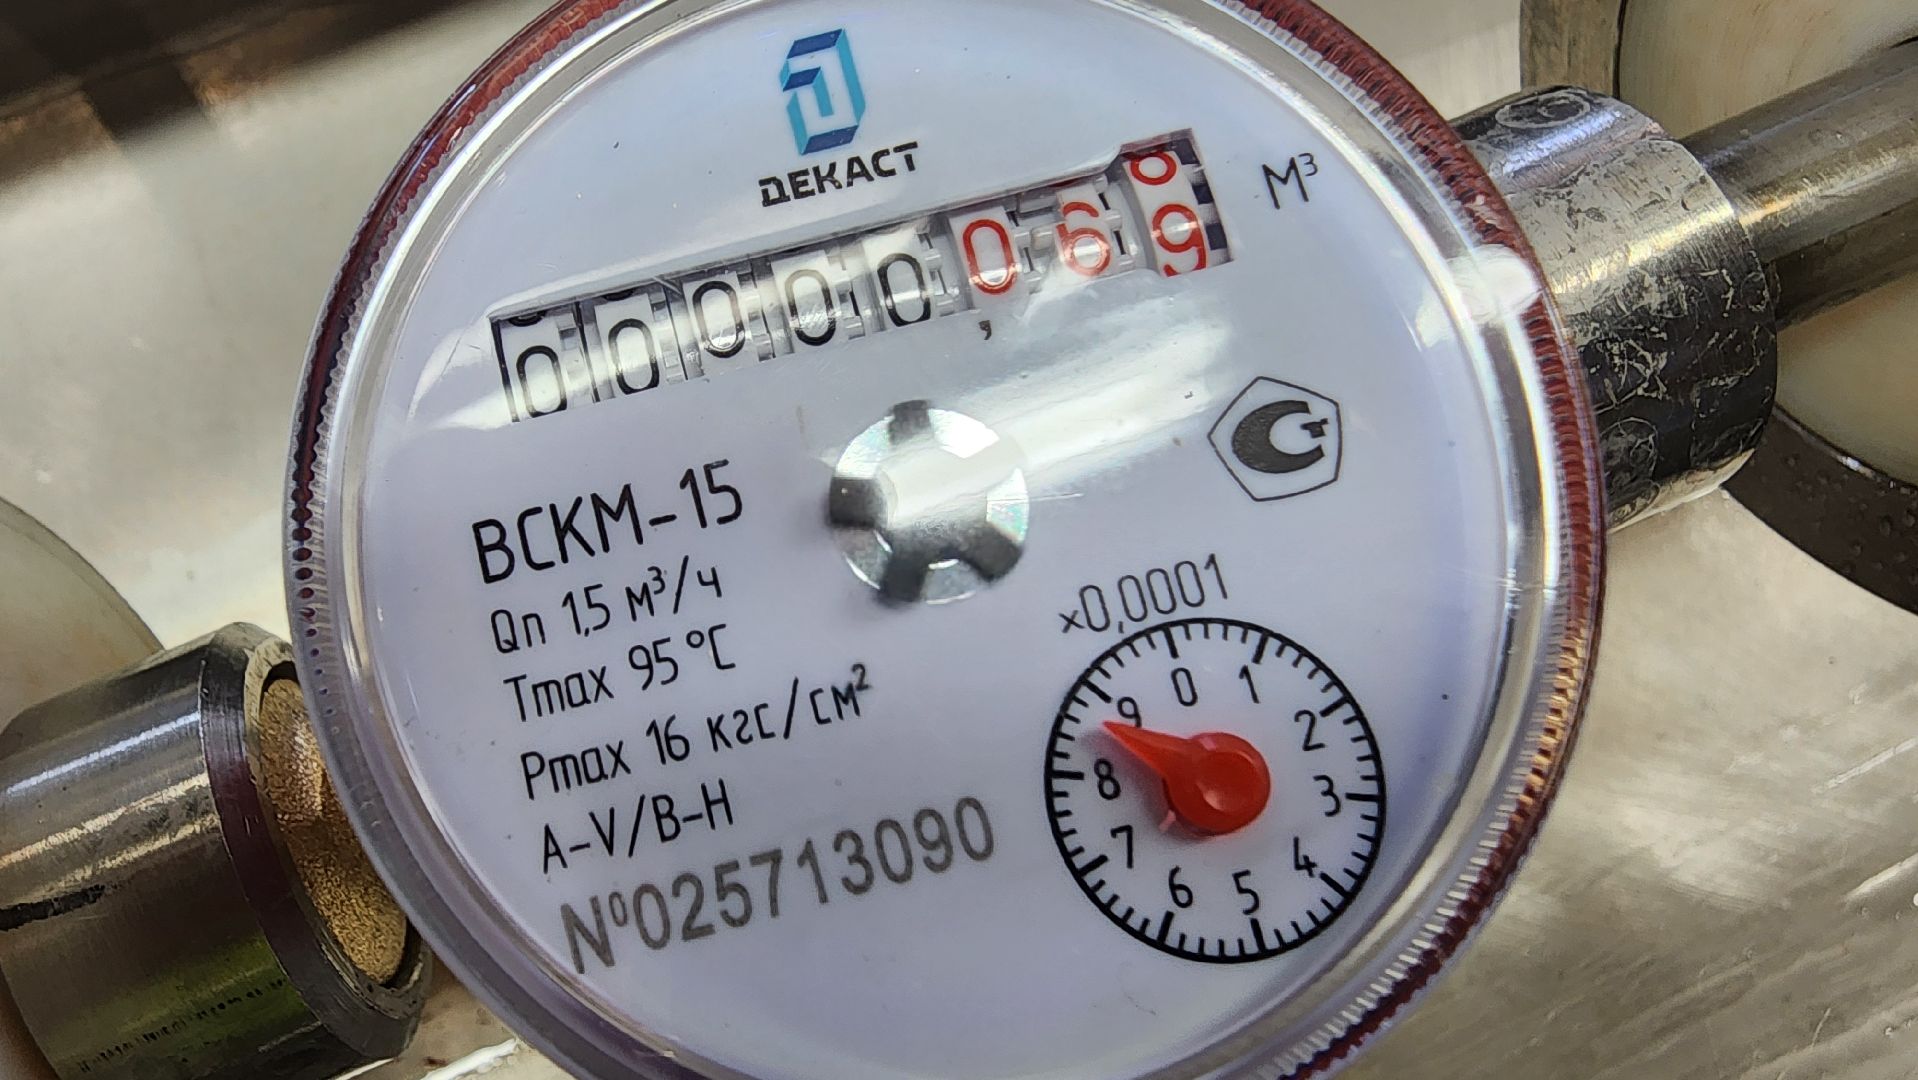 ДЕКАСТ
00000,069 м³
ВСКМ-15
Qn 1,5 м³/ч
Tmax 95°C
Pmax 16 кгс/см²
A-V/B-H
№025713090
×0,0001
0 1 2 3 4 5 6 7 8 9